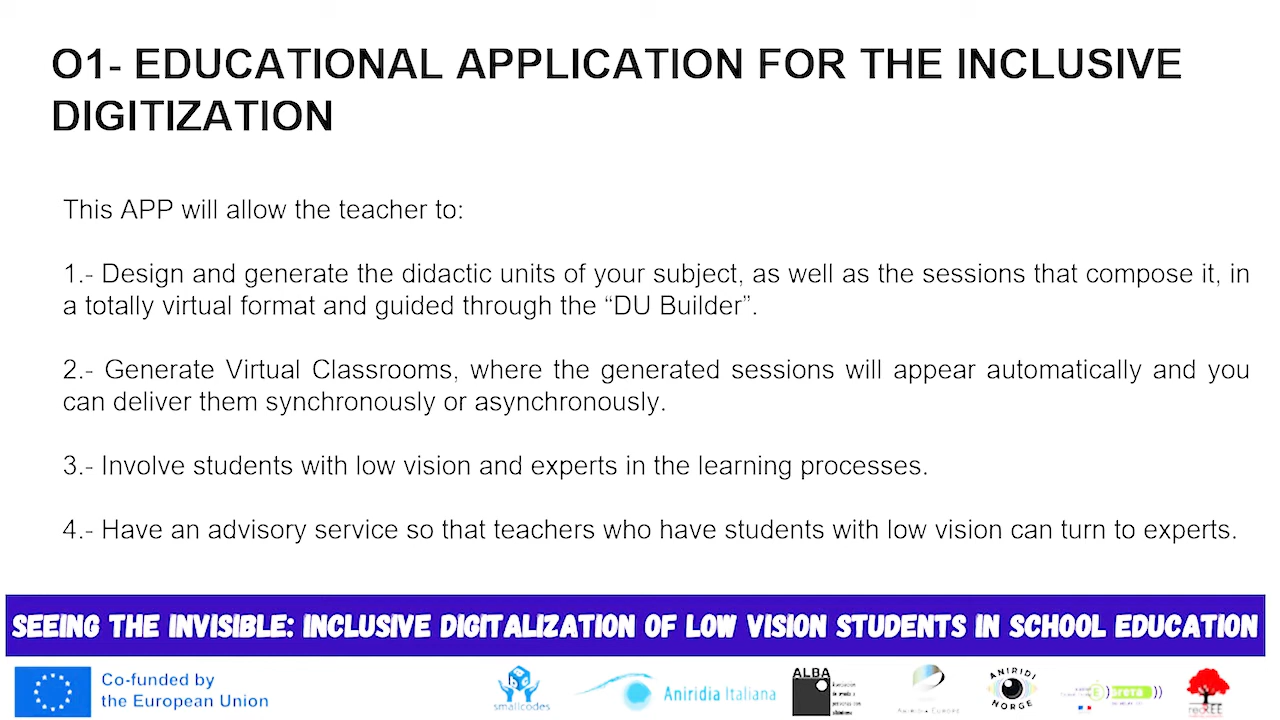 O1- EDUCATIONAL APPLICATION FOR THE INCLUSIVE
DIGITIZATION
This APP will allow the teacher to:
1.- Design and generate the didactic units of your subject, as well as the sessions that compose it, in
a totally virtual format and guided through the “DU Builder”.
2.- Generate Virtual Classrooms, where the generated sessions will appear automatically and you
can deliver them synchronously or asynchronously.
3.- Involve students with low vision and experts in the learning processes.
4.- Have an advisory service so that teachers who have students with low vision can turn to experts.
SEEING THE INVISIBLE: INCLUSIVE DIGITALIZATION OF LOW VISION STUDENTS IN SCHOOL EDUCATION
Co-funded by
the European Union
smallcodes
Aniridia Italiana
ALBA
ANIRIDIA EUROPE
ANIRIDI
NORGE
redTREE